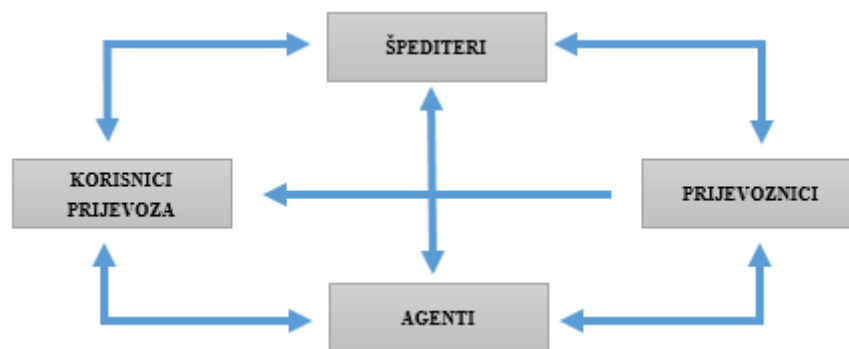 ŠPEDITERI
KORISNICI
PRIJEVOZA
PRIJEVOZNICI
AGENTI